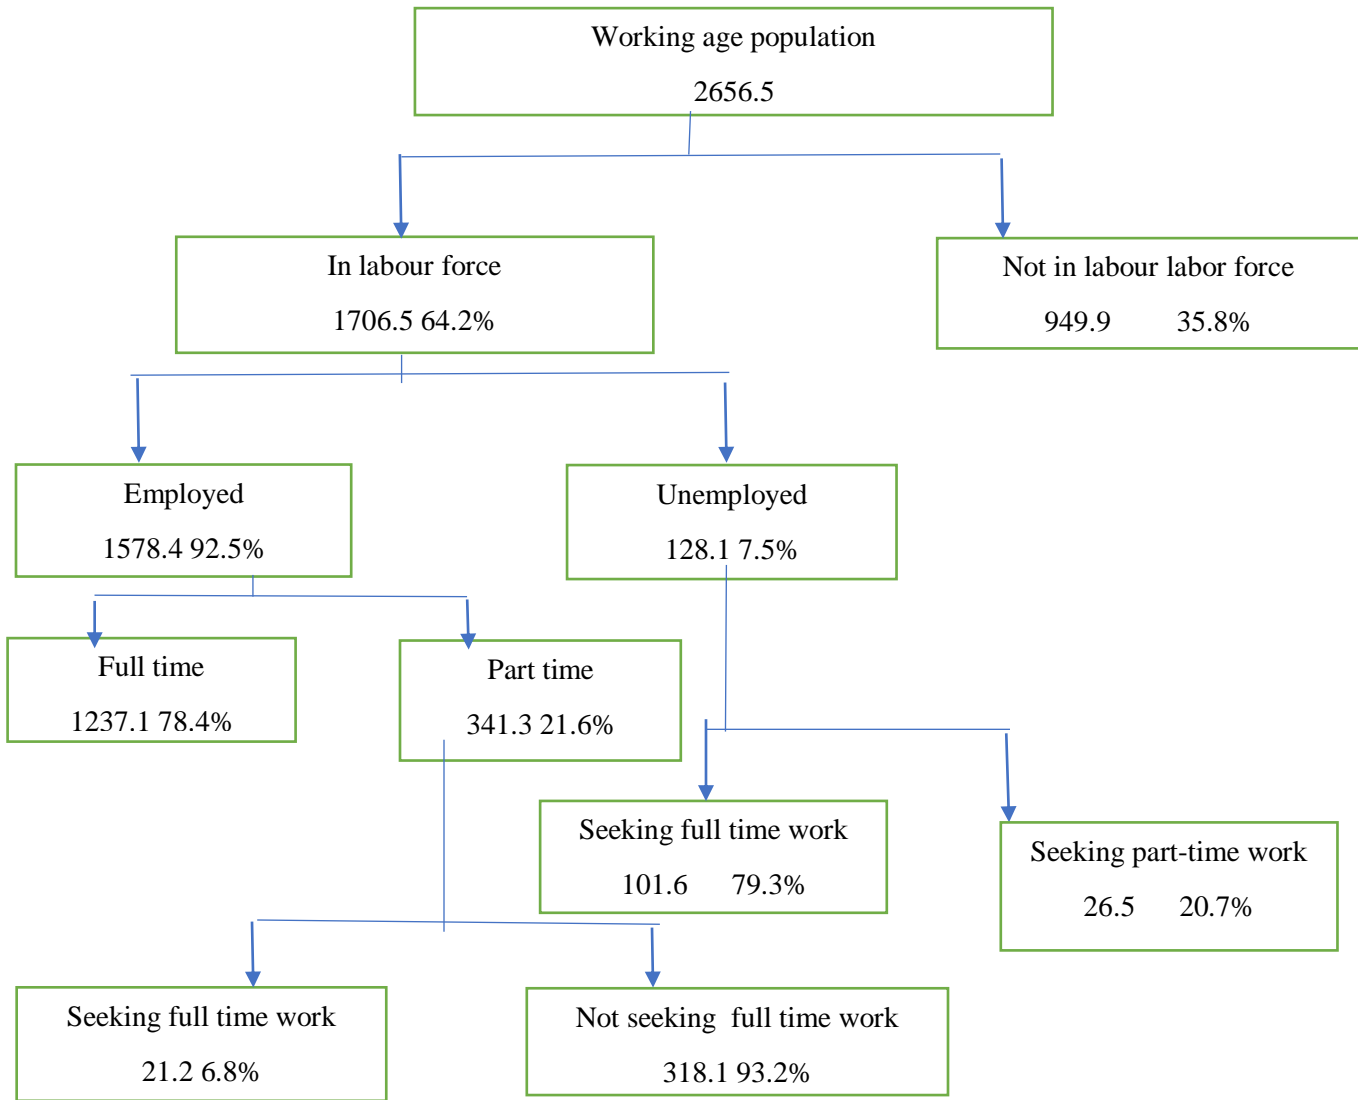 Working age population
2656.5
In labour force
1706.5 64.2%
Not in labour labor force
949.9 35.8%
Employed
1578.4 92.5%
Unemployed
128.1 7.5%
Full time
1237.1 78.4%
Part time
341.3 21.6%
Seeking full time work
101.6 79.3%
Seeking part-time work
26.5 20.7%
Seeking full time work
21.2 6.8%
Not seeking full time work
318.1 93.2%